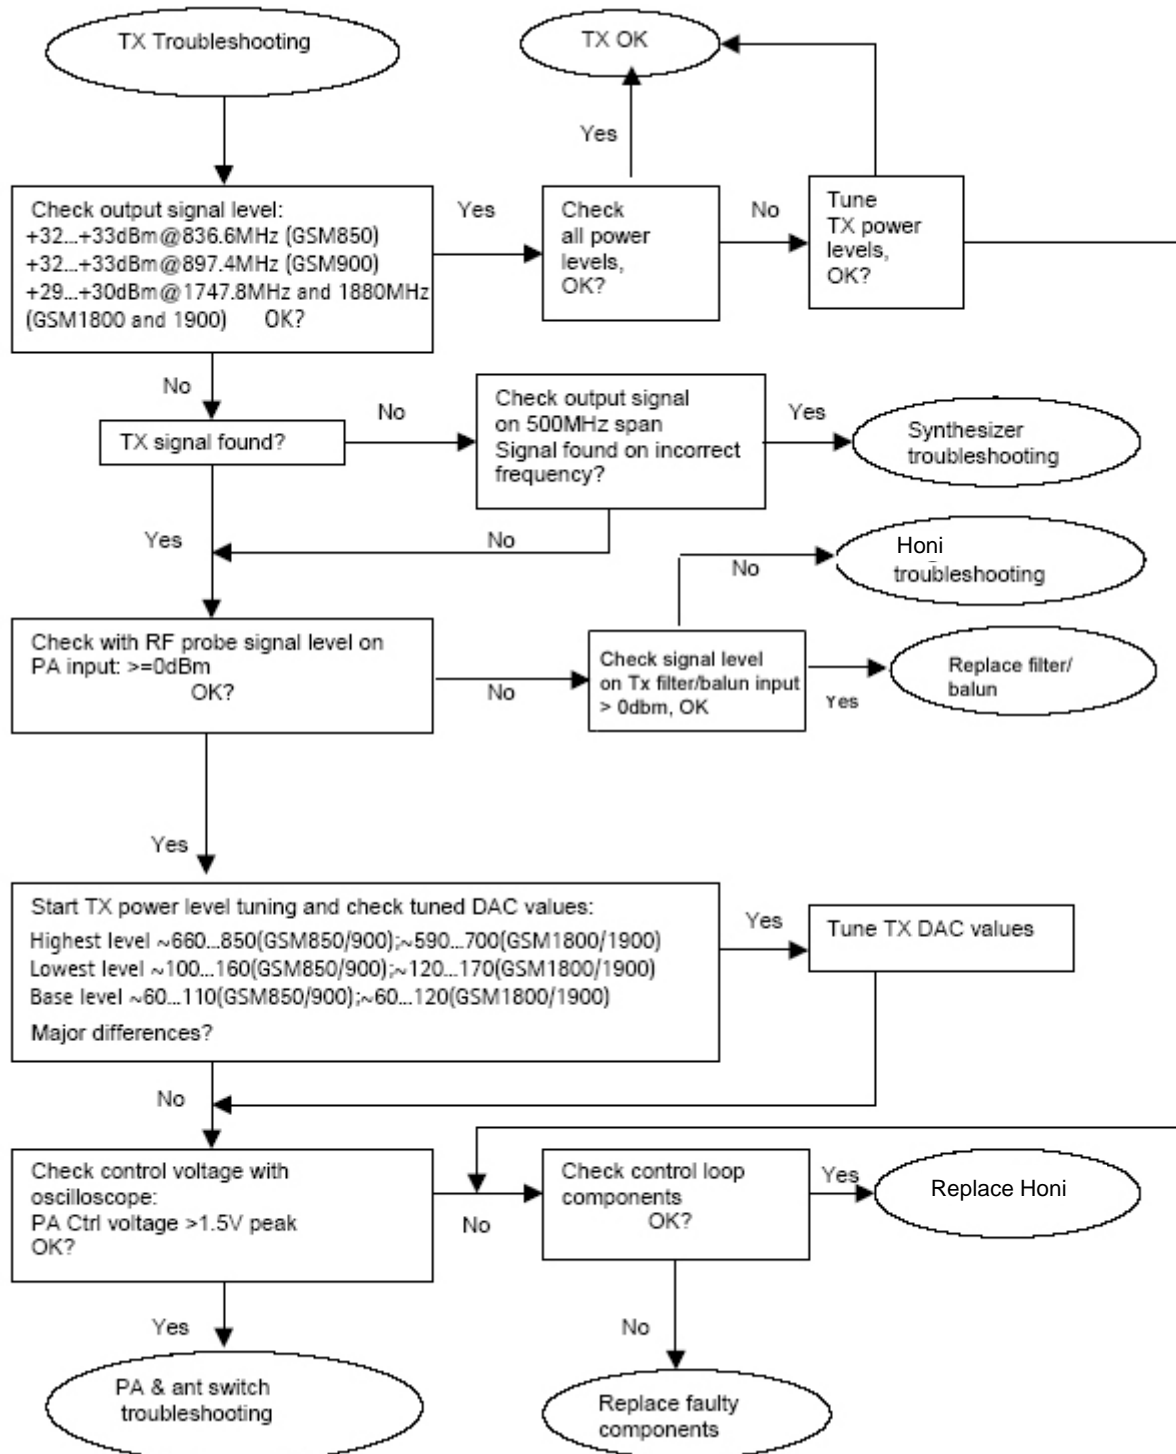 TX Troubleshooting
TX OK
Yes
Check output signal level:
+32...+33dBm@836.6MHz (GSM850)
+32...+33dBm@897.4MHz (GSM900)
+29...+30dBm@1747.8MHz and 1880MHz
(GSM1800 and 1900) OK?
Yes
Check
all power
levels,
OK?
No
Tune
TX power
levels,
OK?
No
TX signal found?
No
Check output signal
on 500MHz span
Signal found on incorrect
frequency?
Yes
Synthesizer
troubleshooting
Yes
No
No
Honi
troubleshooting
Check with RF probe signal level on
PA input: >=0dBm
OK?
No
Check signal level
on Tx filter/balun input
> 0dbm, OK
Yes
Replace filter/
balun
Yes
Start TX power level tuning and check tuned DAC values:
Highest level ~660...850(GSM850/900);~590...700(GSM1800/1900)
Lowest level ~100...160(GSM850/900);~120...170(GSM1800/1900)
Base level ~60...110(GSM850/900);~60...120(GSM1800/1900)
Major differences?
Yes
Tune TX DAC values
No
Check control voltage with
oscilloscope:
PA Ctrl voltage >1.5V peak
OK?
No
Check control loop
components
OK?
Yes
Replace Honi
Yes
PA & ant switch
troubleshooting
No
Replace faulty
components